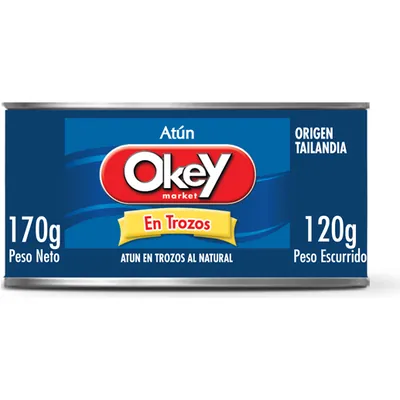 Atún
Okey
market
En Trozos
ATUN EN TROZOS AL NATURAL
170g
Peso Neto
ORIGEN
TAILANDIA
120g
Peso Escurrido